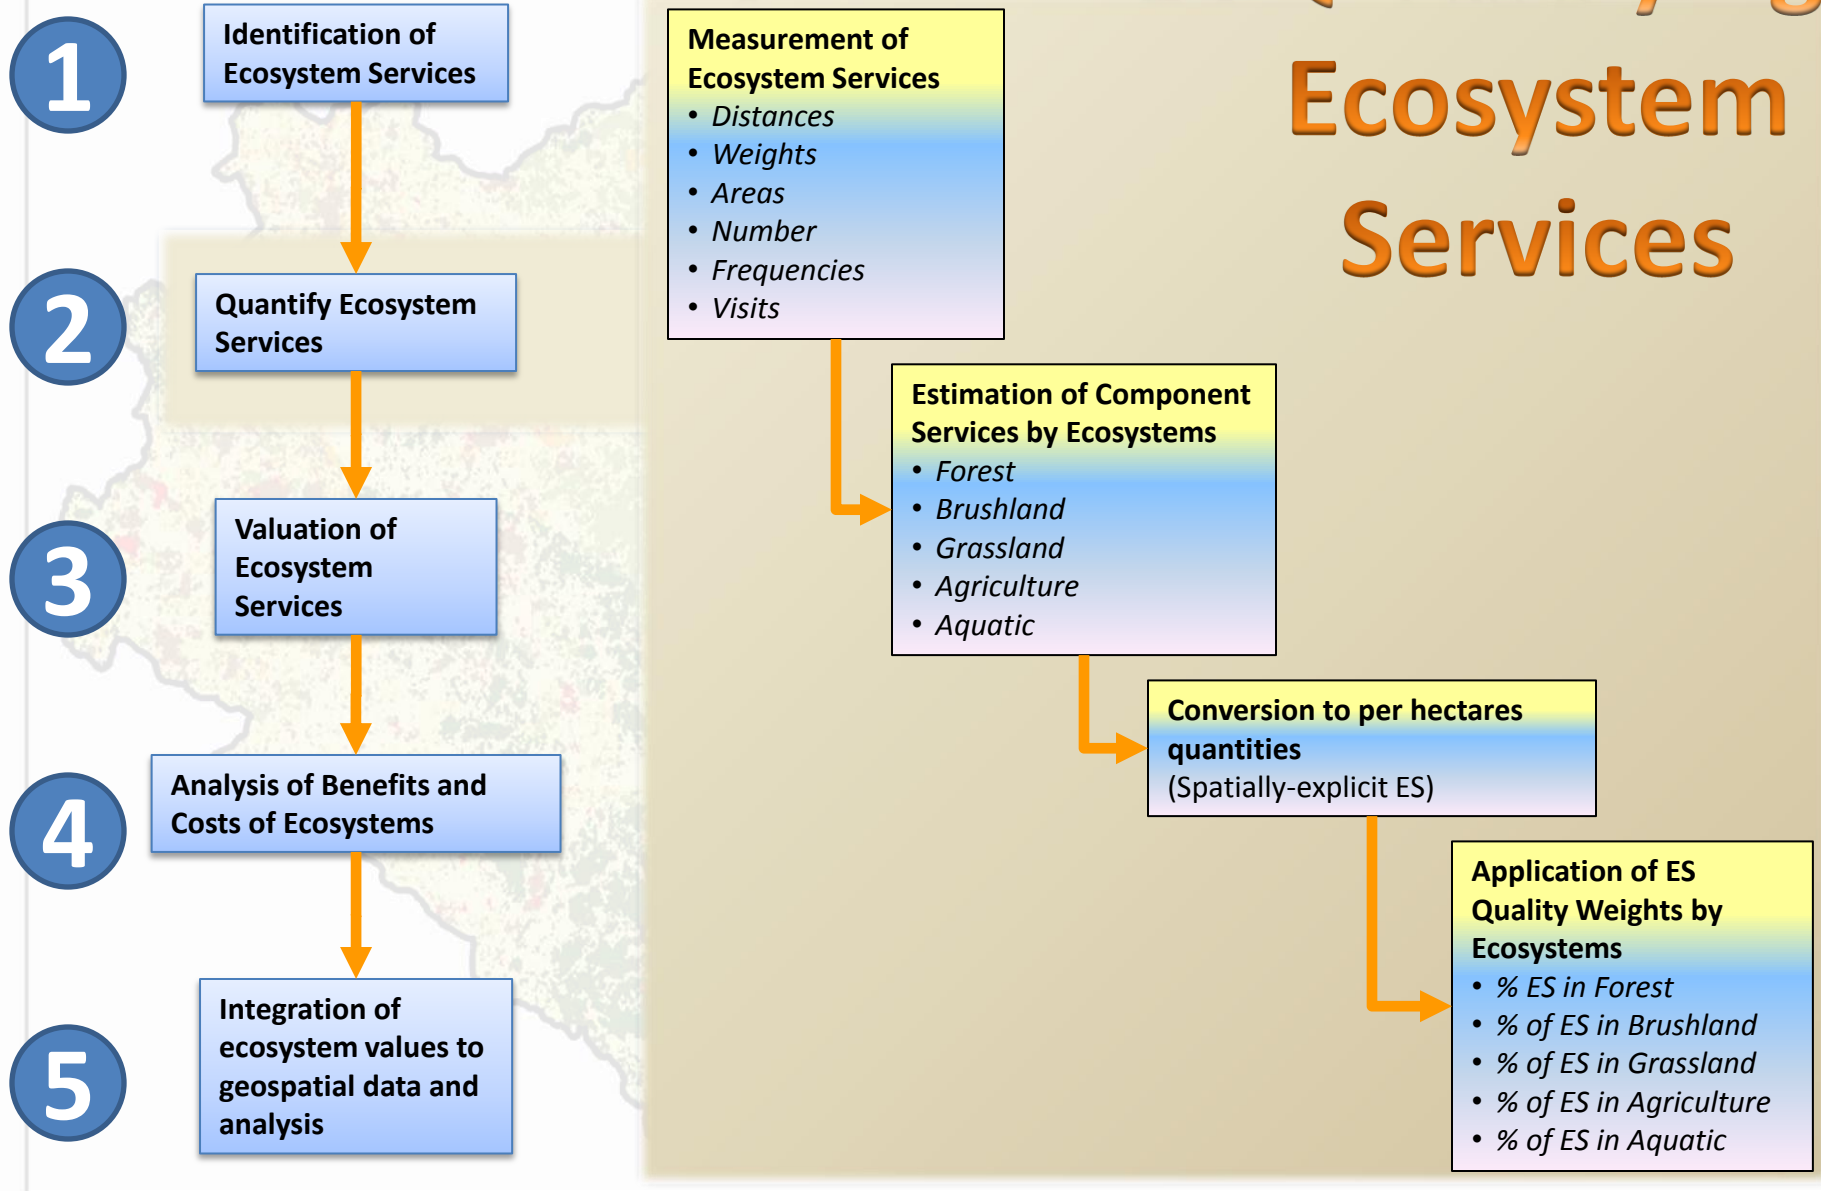 1
Identification of
Ecosystem Services
2
Quantify Ecosystem
Services
3
Valuation of
Ecosystem
Services
4
Analysis of Benefits and
Costs of Ecosystems
5
Integration of
ecosystem values to
geospatial data and
analysis
Ecosystem
Services
Measurement of
Ecosystem Services
• Distances
• Weights
• Areas
• Number
• Frequencies
• Visits
Estimation of Component
Services by Ecosystems
• Forest
• Brushland
• Grassland
• Agriculture
• Aquatic
Conversion to per hectares
quantities
(Spatially-explicit ES)
Application of ES
Quality Weights by
Ecosystems
• % ES in Forest
• % of ES in Brushland
• % of ES in Grassland
• % of ES in Agriculture
• % of ES in Aquatic